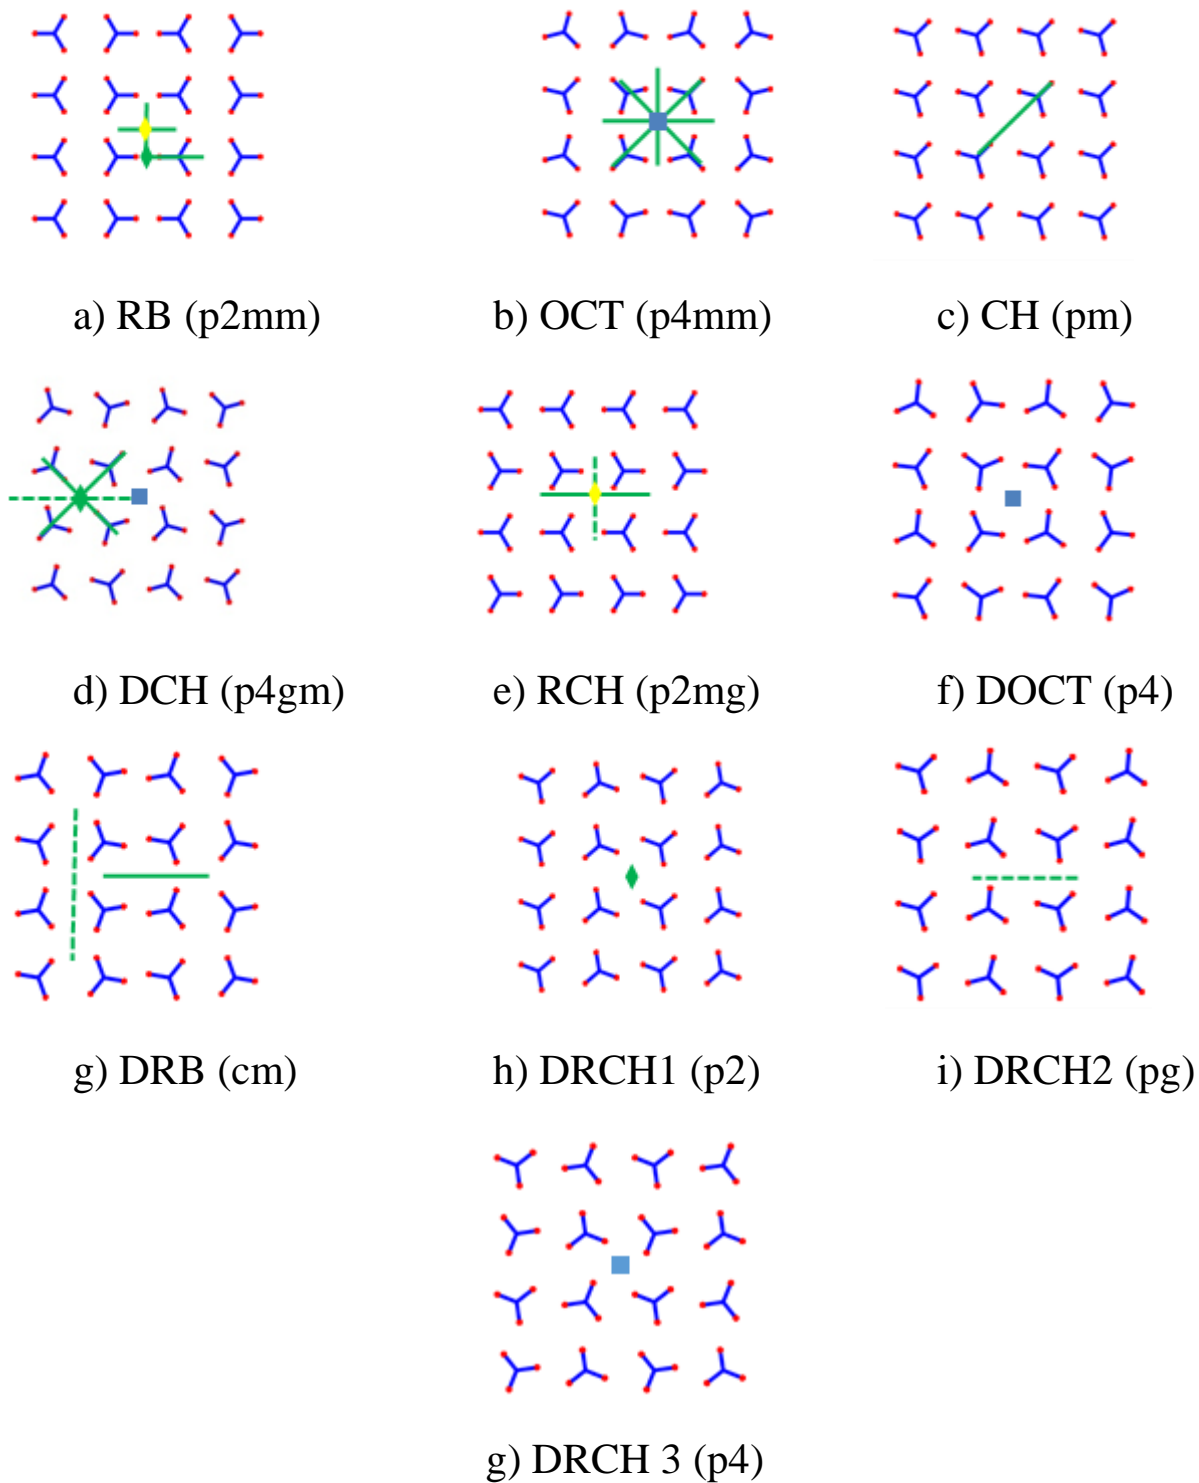 a) RB (p2mm)
b) OCT (p4mm)
c) CH (pm)
d) DCH (p4gm)
e) RCH (p2mg)
f) DOCT (p4)
g) DRB (cm)
h) DRCH1 (p2)
i) DRCH2 (pg)
g) DRCH 3 (p4)